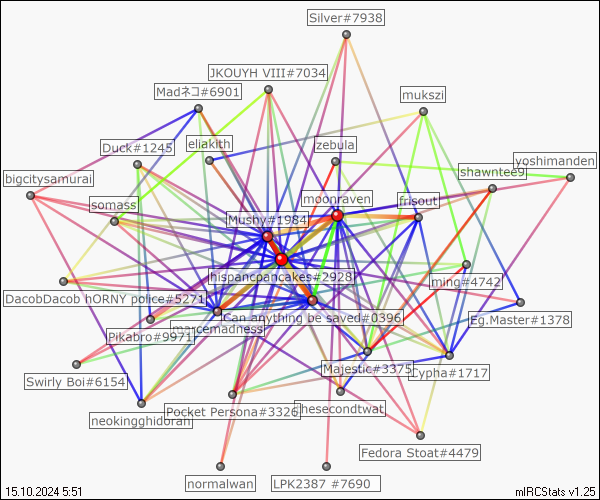 Silver#7938
JKOUYH VIII#7034
Madネコ#6901
mukszi
Duck#1245
eliakith
zebula
yoshimanden
shawntee9
bigcitysamurai
moonraven
somass
frisout
Mushy#1984
hispancpancakes#2928
ming#4742
DacobDacob hORNY police#5271
Can anything be saved#0396
Eg.Master#1378
marcemadness
Pikabro#9971
Majestic#3375
Cypha#1717
Swirly Boi#6154
Pocket Persona#3326
thesecondtwat
neokingghidoran
Fedora Stoat#4479
normalwan
LPK2387 #7690
15.10.2024 5:51
mIRCStats v1.25